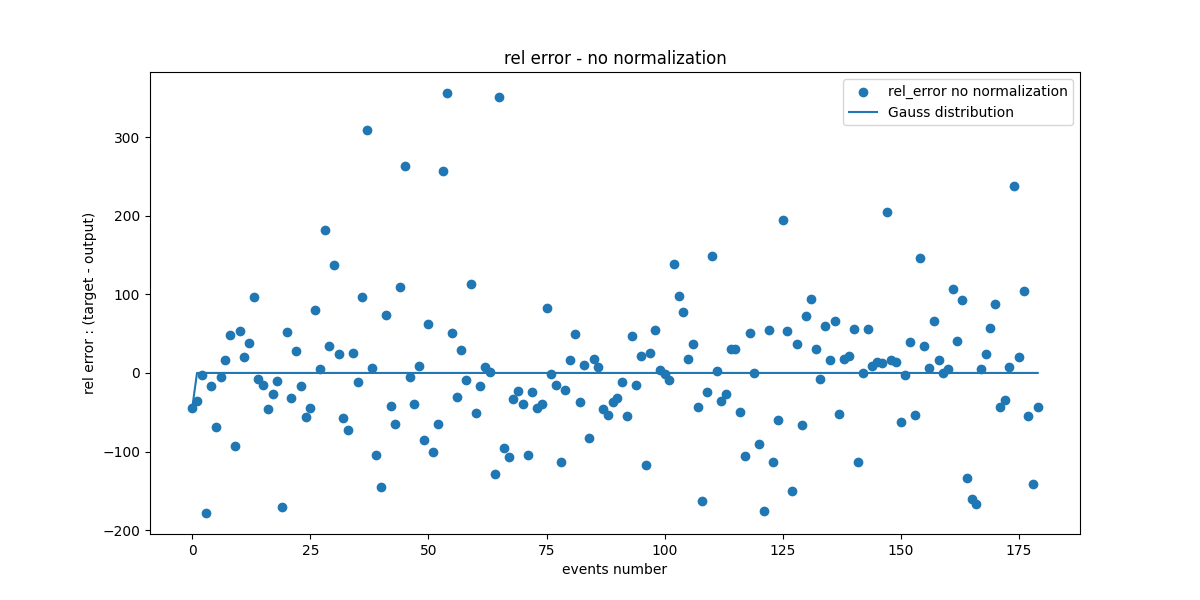 rel error - no normalization
rel_error no normalization
Gauss distribution
rel error : (target - output)
300
200
100
0
−100
−200
0 25 50 75 100 125 150 175
events number